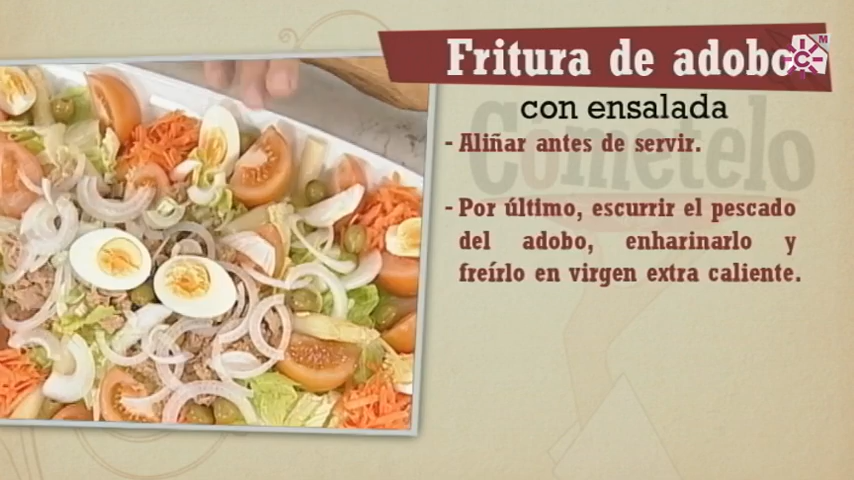 Fritura de adobo
con ensalada
- Aliñar antes de servir.
- Por último, escurrir el pescado
del adobo, enharinarlo y
freírlo en virgen extra caliente.
Cometelo
C M